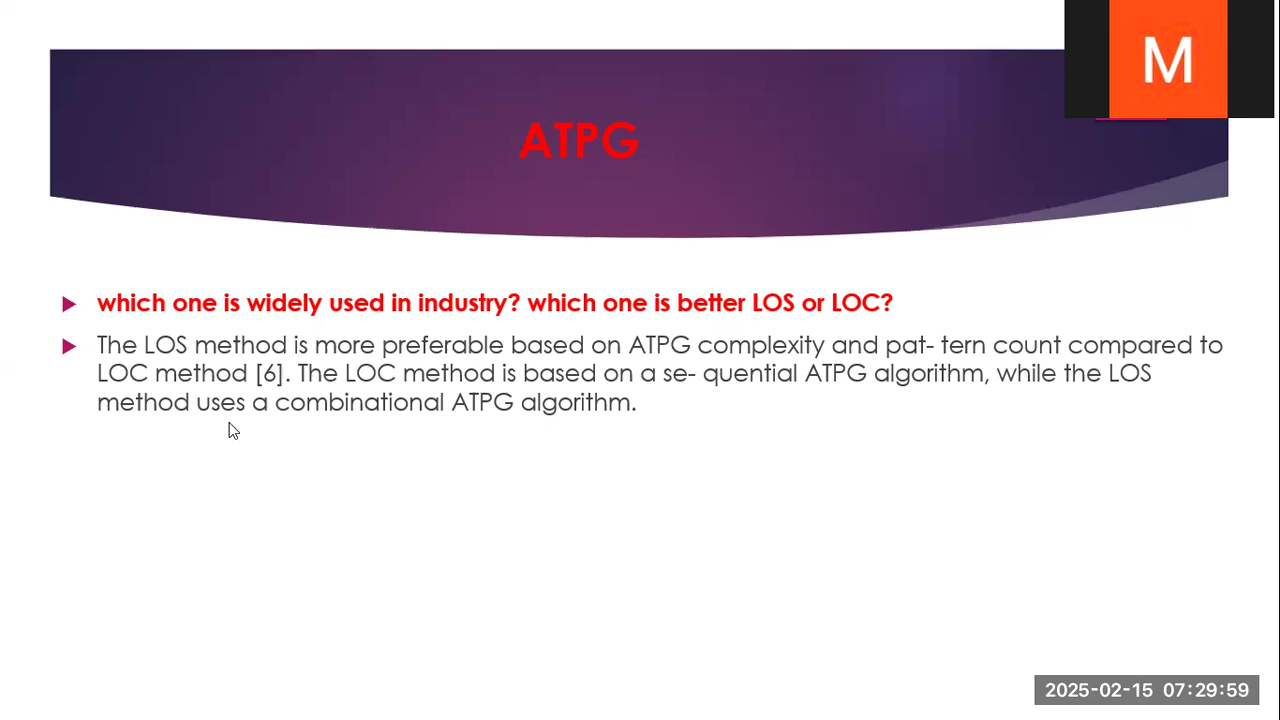 M
ATPG
which one is widely used in industry? which one is better LOS or LOC?
The LOS method is more preferable based on ATPG complexity and pat- tern count compared to
LOC method [6]. The LOC method is based on a se- quential ATPG algorithm, while the LOS
method uses a combinational ATPG algorithm.
2025-02-15 07:29:59